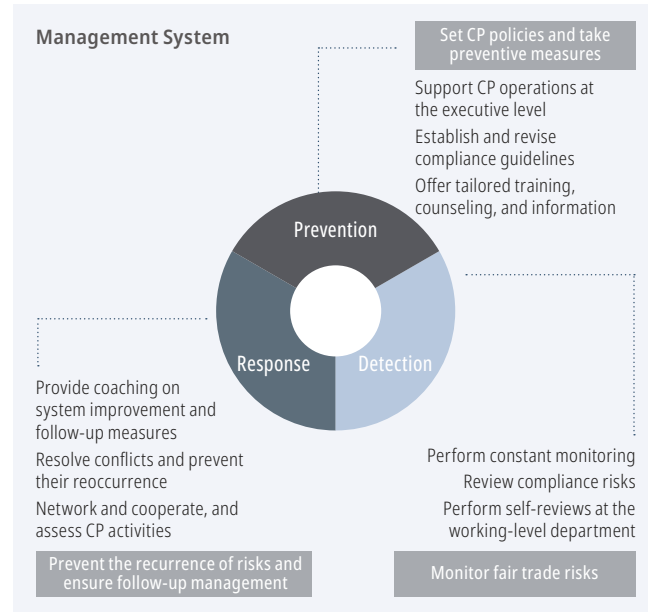 Management System
Set CP policies and take
preventive measures
Support CP operations at
the executive level
Establish and revise
compliance guidelines
Offer tailored training,
counseling, and information
Prevention
Response
Detection
Provide coaching on
system improvement and
follow-up measures
Resolve conflicts and prevent
their reoccurrence
Network and cooperate, and
assess CP activities
Prevent the recurrence of risks and
ensure follow-up management
Perform constant monitoring
Review compliance risks
Perform self-reviews at the
working-level department
Monitor fair trade risks